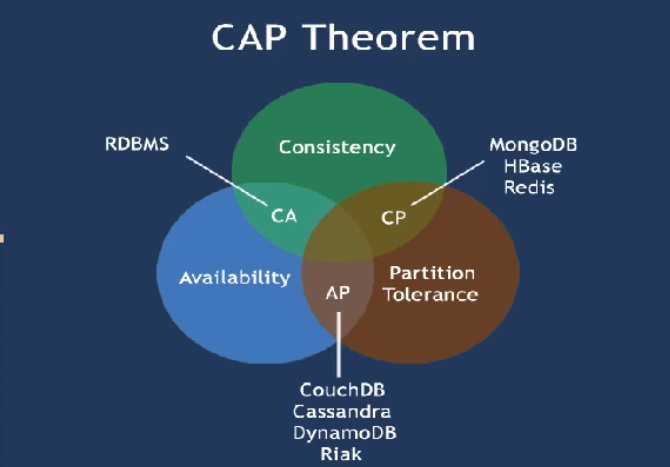 CAP Theorem
RDBMS
Consistency
MongoDB
HBase
Redis
CA
CP
Availability
Partition
Tolerance
AP
CouchDB
Cassandra
DynamoDB
Riak